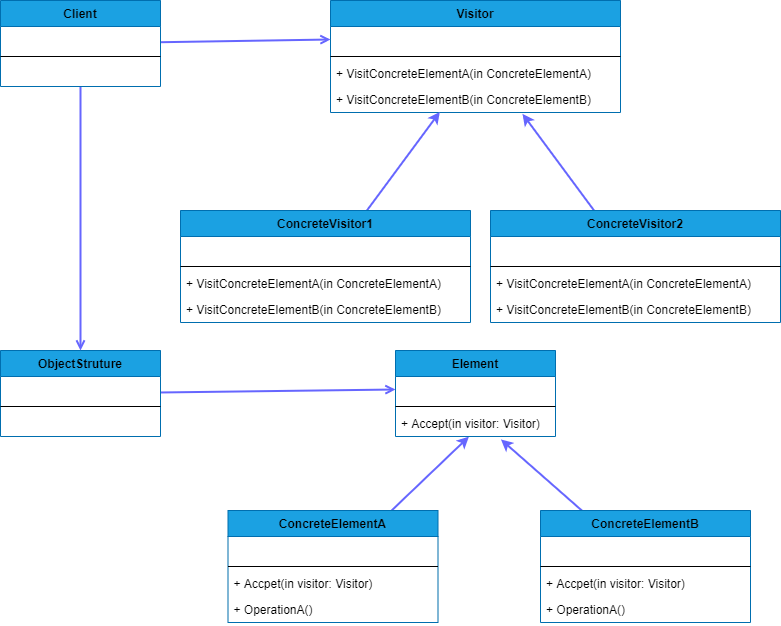 Client
Visitor
+ VisitConcreteElementA(in ConcreteElementA)
+ VisitConcreteElementB(in ConcreteElementB)
ConcreteVisitor1
+ VisitConcreteElementA(in ConcreteElementA)
+ VisitConcreteElementB(in ConcreteElementB)
ConcreteVisitor2
+ VisitConcreteElementA(in ConcreteElementA)
+ VisitConcreteElementB(in ConcreteElementB)
ObjectStruture
Element
+ Accept(in visitor: Visitor)
ConcreteElementA
+ Accpet(in visitor: Visitor)
+ OperationA()
ConcreteElementB
+ Accpet(in visitor: Visitor)
+ OperationA()